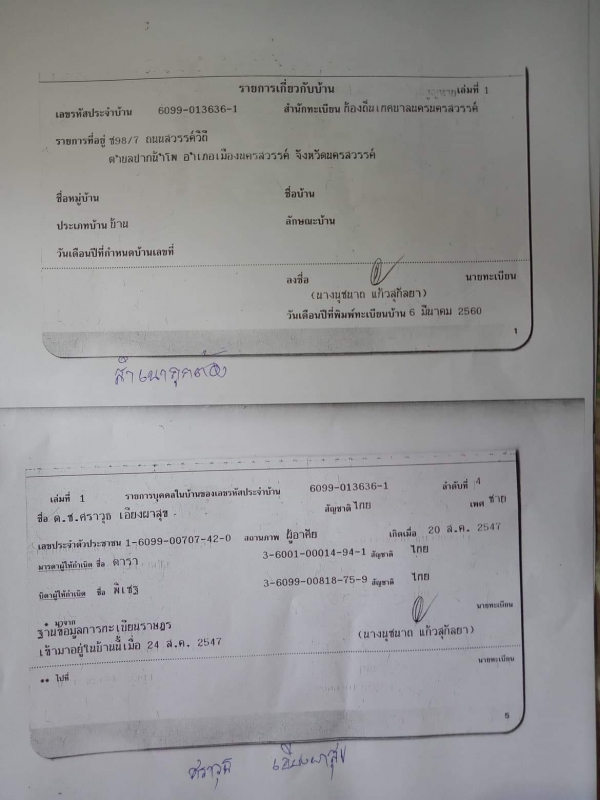 รายการเกี่ยวกับบ้าน เล่มที่ 1
เลขรหัสประจำบ้าน 6099-013636-1 สำนักทะเบียน ท้องถิ่นเทศบาลนครนครสวรรค์
รายการที่อยู่ ช98/7 ถนนสวรรค์วิถี
ตำบลปากน้ำโพ อำเภอเมืองนครสวรรค์ จังหวัดนครสวรรค์
ชื่อหมู่บ้าน ชื่อบ้าน
ประเภทบ้าน บ้าน ลักษณะบ้าน
วันเดือนปีที่กำหนดบ้านเลขที่
ลงชื่อ นายทะเบียน
(นางนุชนาถ แก้วสุกัลยา)
วันเดือนปีที่พิมพ์ทะเบียนบ้าน 6 มีนาคม 2560
1
สำเนาถูกต้อง
เล่มที่ 1 รายการบุคคลในบ้านของเลขรหัสประจำบ้าน 6099-013636-1 ลำดับที่ 4
ชื่อ ด.ช.ศราวุธ เอียงผาสุข สัญชาติ ไทย เพศ ชาย
เลขประจำตัวประชาชน 1-6099-00707-42-0 สถานภาพ ผู้อาศัย เกิดเมื่อ 20 ส.ค. 2547
มารดาผู้ให้กำเนิด ชื่อ ดารา 3-6001-00014-94-1 สัญชาติ ไทย
บิดาผู้ให้กำเนิด ชื่อ พิเชฐ 3-6099-00818-75-9 สัญชาติ ไทย
มาจาก นายทะเบียน
ฐานข้อมูลการทะเบียนราษฎร
(นางนุชนาถ แก้วสุกัลยา)
เข้ามาอยู่ในบ้านนี้เมื่อ 24 ส.ค. 2547
** ไปที่ นายทะเบียน
5
ศราวุธ เอียงผาสุข